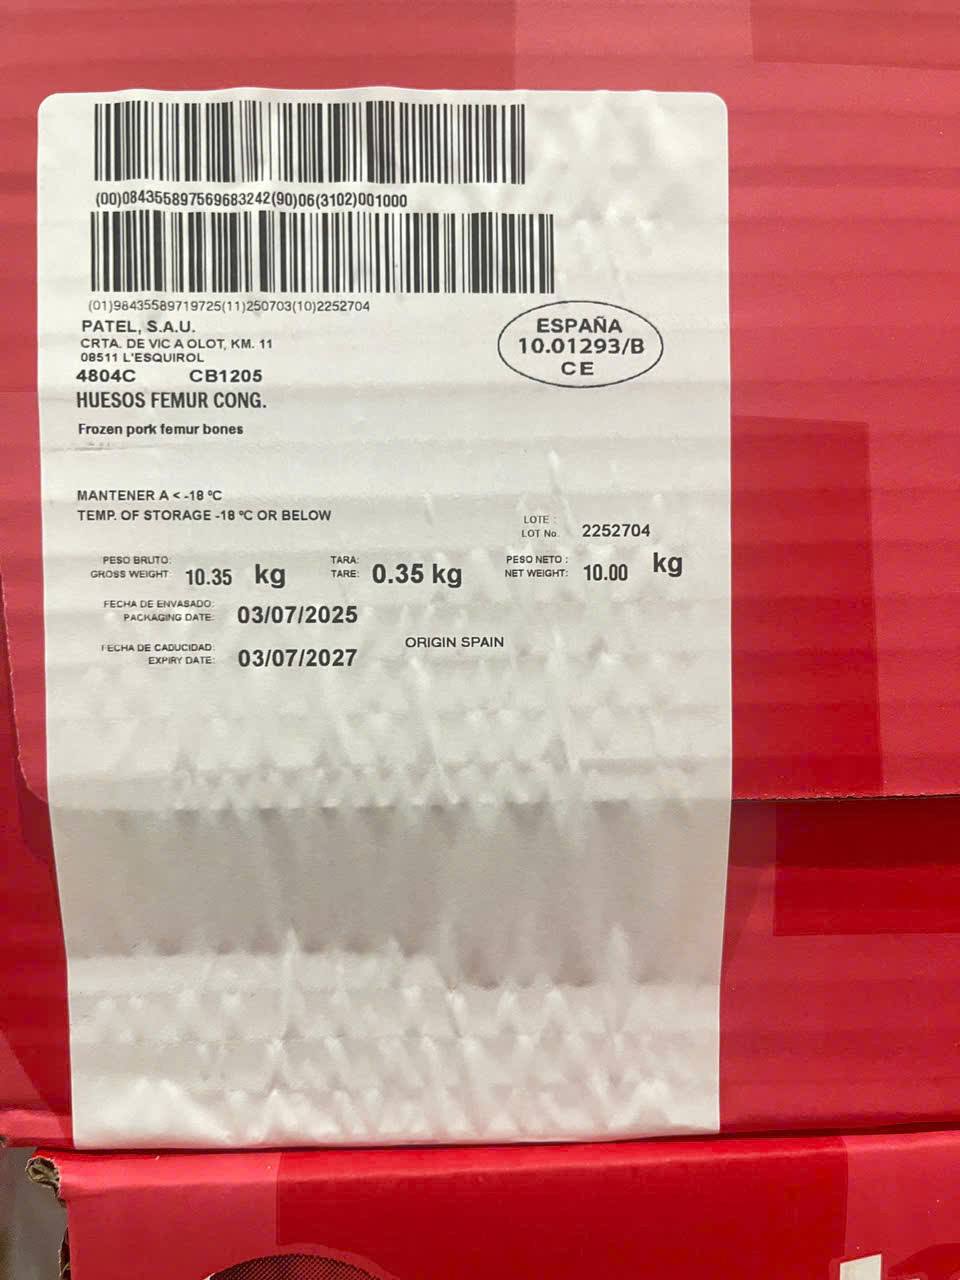 (00)084355897569683242(90)06(3102)001000
(01)98435589719725(11)250703(10)2252704
PATEL, S.A.U.
CRTA. DE VIC A OLOT, KM. 11
08511 L'ESQUIROL
4804C CB1205
HUESOS FEMUR CONG.
Frozen pork femur bones
ESPAÑA
10.01293/B
CE
MANTENER A < -18 ºC
TEMP. OF STORAGE -18 ºC OR BELOW
LOTE :
LOT No. 2252704
PESO BRUTO:
GROSS WEIGHT: 10.35 kg
TARA:
TARE: 0.35 kg
PESO NETO :
NET WEIGHT: 10.00 kg
FECHA DE ENVASADO:
PACKAGING DATE: 03/07/2025
FECHA DE CADUCIDAD:
EXPIRY DATE: 03/07/2027
ORIGIN SPAIN